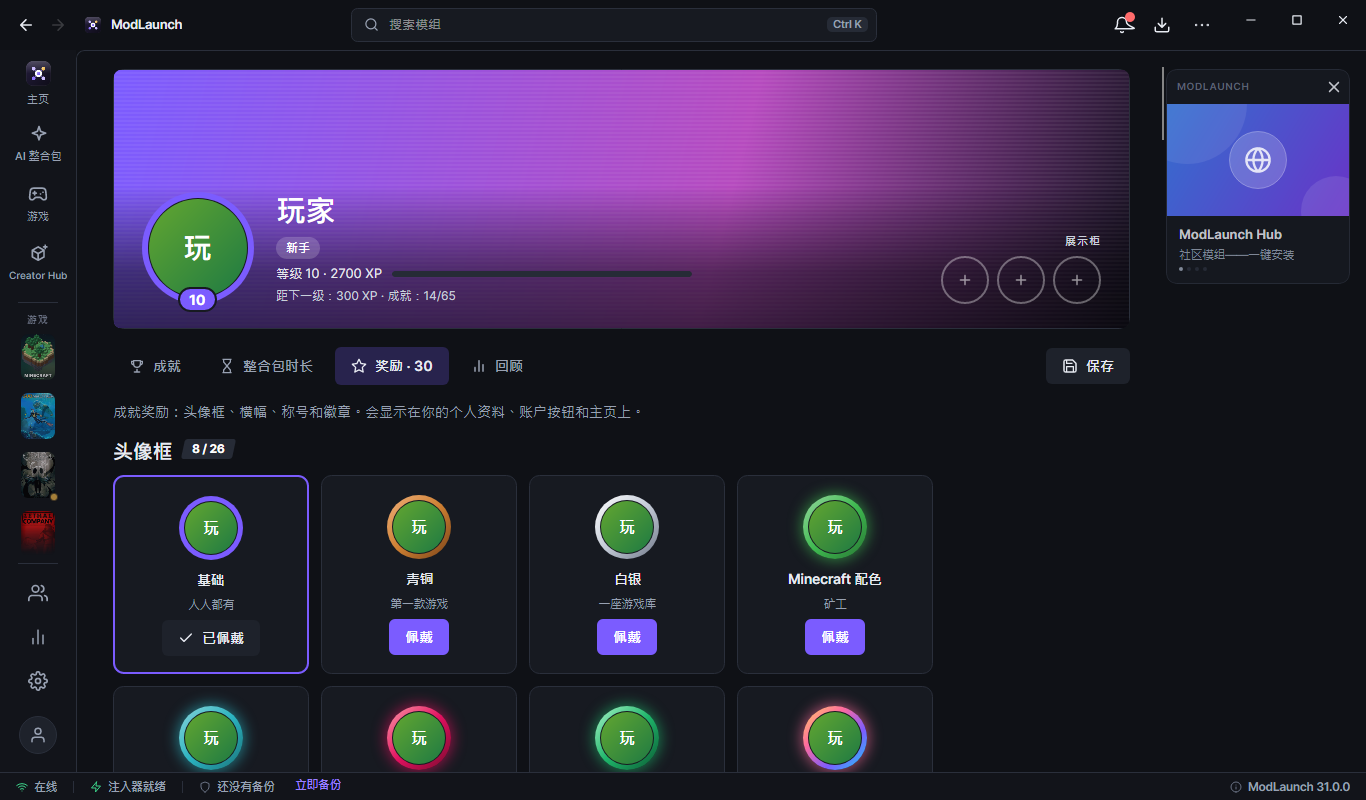 ModLaunch
搜索模组
Ctrl K
主页
AI 整合包
游戏
Creator Hub
游戏
MINECRAFT
LETHAL
COMPANY
玩
10
玩家
新手
等级 10 · 2700 XP
距下一级：300 XP · 成就：14/65
展示柜
MODLAUNCH
ModLaunch Hub
社区模组——一键安装
成就
整合包时长
奖励 · 30
回顾
保存
成就奖励：头像框、横幅、称号和徽章。会显示在你的个人资料、账户按钮和主页上。
头像框
8 / 26
玩
基础
人人都有
已佩戴
玩
青铜
第一款游戏
佩戴
玩
白银
一座游戏库
佩戴
玩
Minecraft 配色
矿工
佩戴
玩
玩
玩
玩
在线
注入器就绪
还没有备份
立即备份
ModLaunch 31.0.0